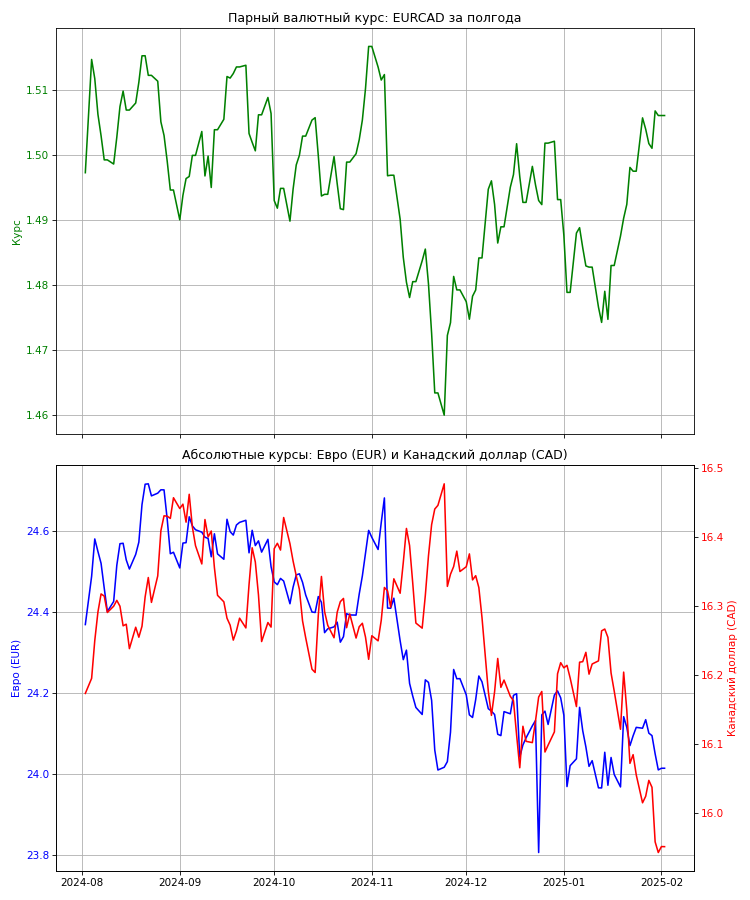 Парный валютный курс: EURCAD за полгода
1.51
1.50
1.49
1.48
1.47
1.46
Курс
Абсолютные курсы: Евро (EUR) и Канадский доллар (CAD)
24.6
24.4
24.2
24.0
23.8
Евро (EUR)
16.5
16.4
16.3
16.2
16.1
16.0
Канадский доллар (CAD)
2024-08 2024-09 2024-10 2024-11 2024-12 2025-01 2025-02